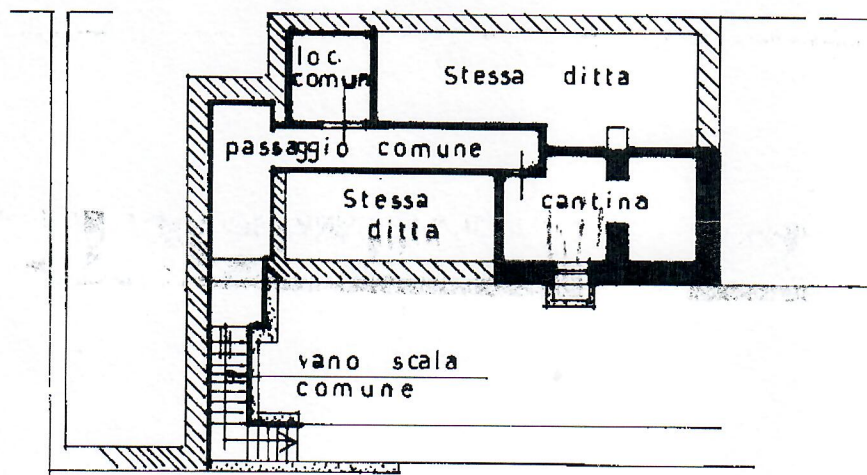 loc.
comun
Stessa ditta
passaggio comune
Stessa
ditta
cantina
vano scala
comune